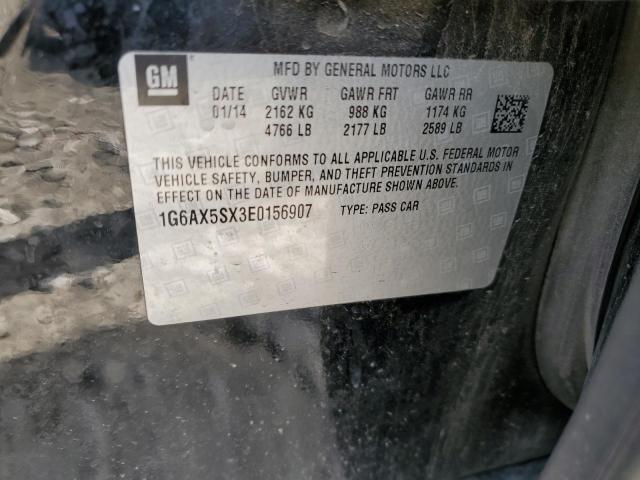 GM
MFD BY GENERAL MOTORS LLC
DATE GVWR GAWR FRT GAWR RR
01/14 2162 KG 988 KG 1174 KG
4766 LB 2177 LB 2589 LB
THIS VEHICLE CONFORMS TO ALL APPLICABLE U.S. FEDERAL MOTOR
VEHICLE SAFETY, BUMPER, AND THEFT PREVENTION STANDARDS IN
EFFECT ON THE DATE OF MANUFACTURE SHOWN ABOVE.
1G6AX5SX3E0156907 TYPE: PASS CAR